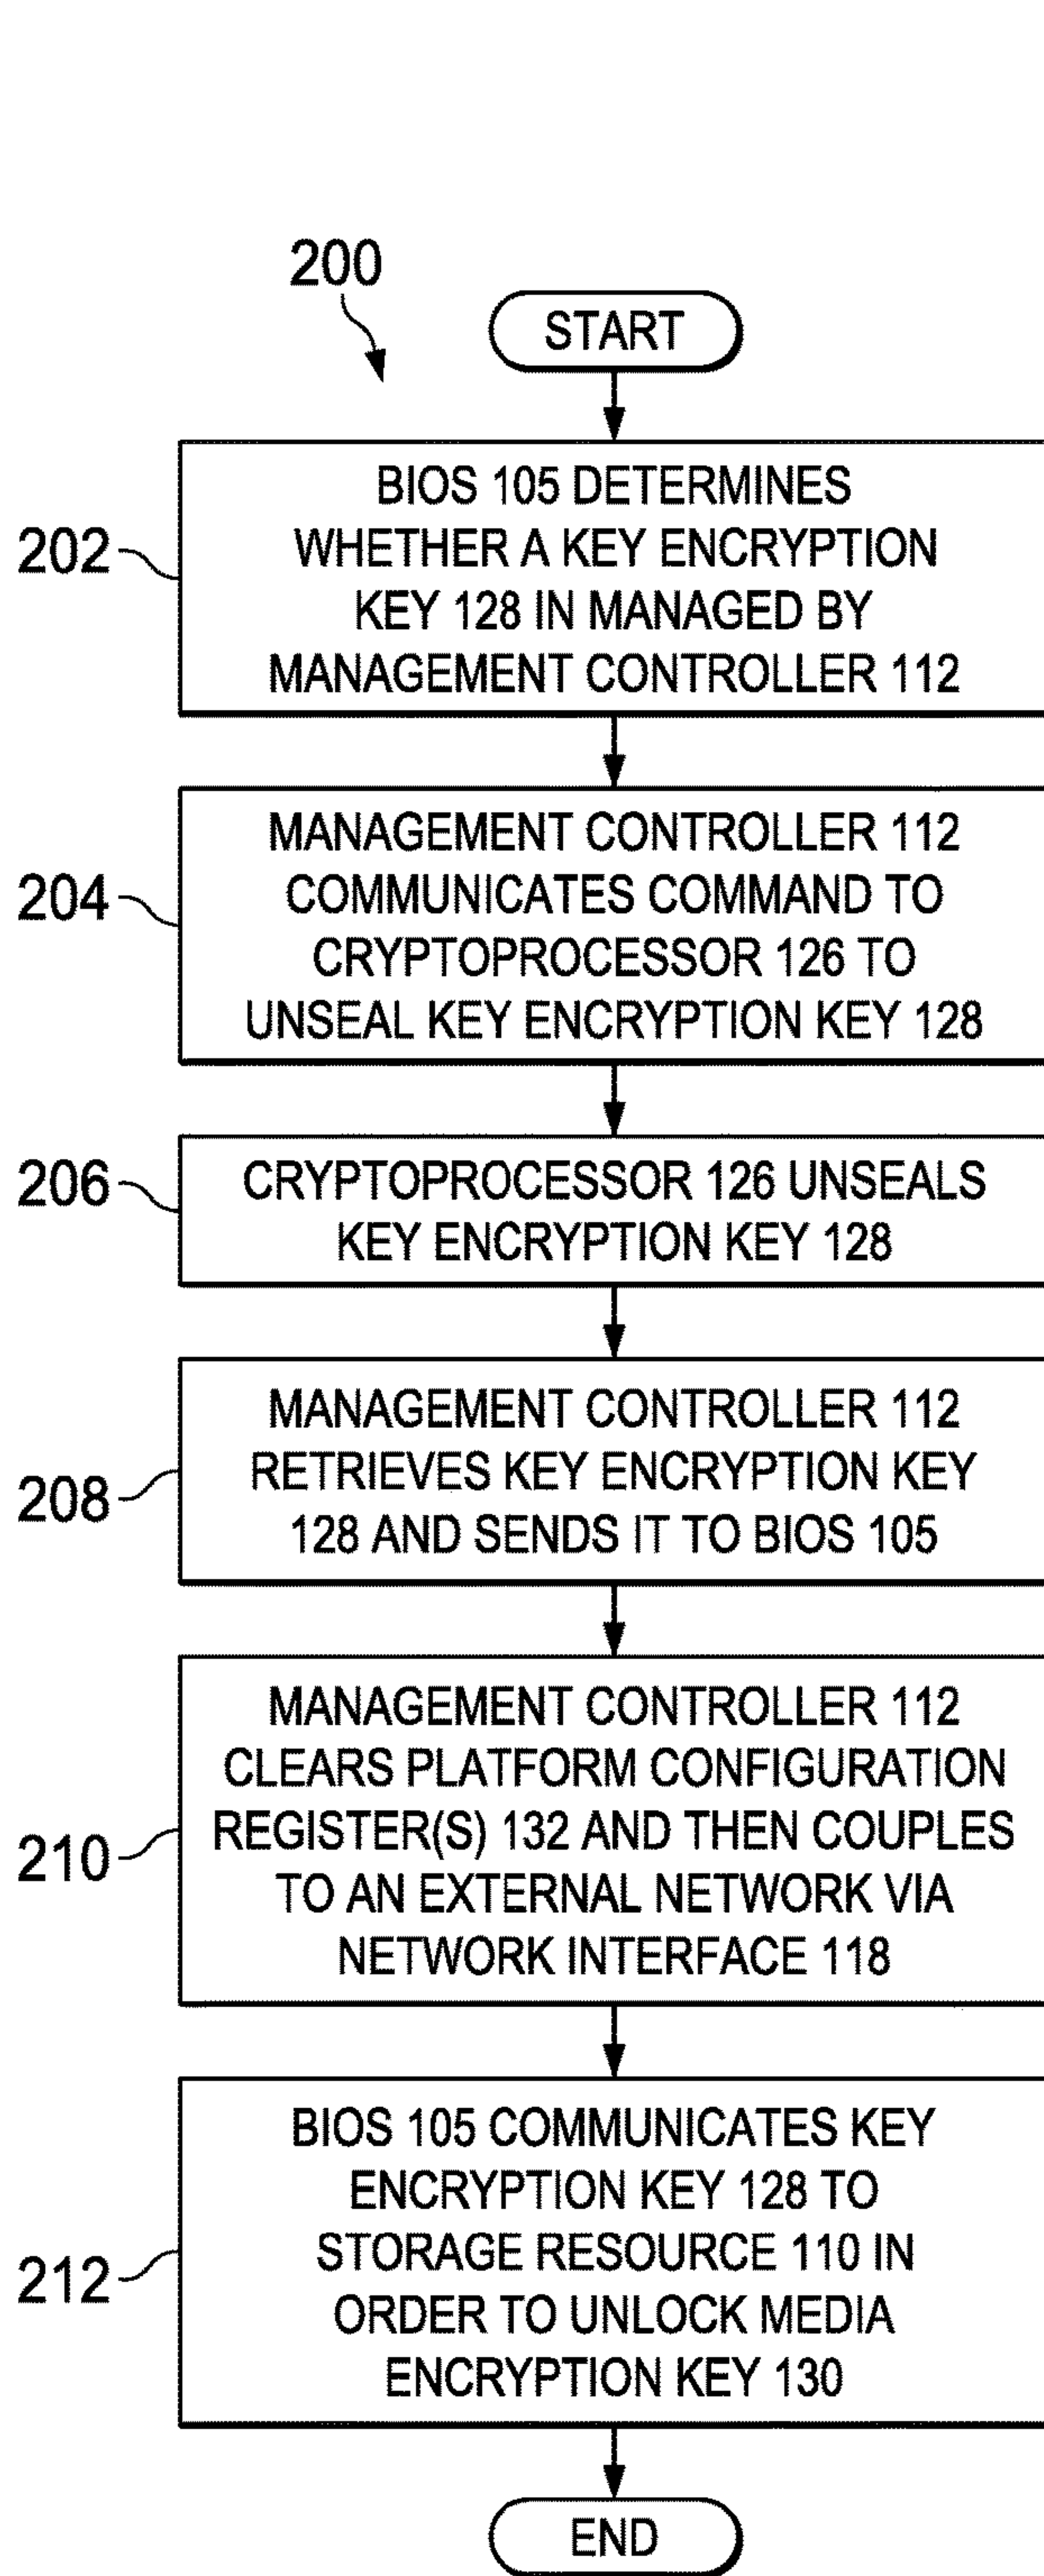 200
START
202
BIOS 105 DETERMINES
WHETHER A KEY ENCRYPTION
KEY 128 IN MANAGED BY
MANAGEMENT CONTROLLER 112
204
MANAGEMENT CONTROLLER 112
COMMUNICATES COMMAND TO
CRYPTOPROCESSOR 126 TO
UNSEAL KEY ENCRYPTION KEY 128
206
CRYPTOPROCESSOR 126 UNSEALS
KEY ENCRYPTION KEY 128
208
MANAGEMENT CONTROLLER 112
RETRIEVES KEY ENCRYPTION KEY
128 AND SENDS IT TO BIOS 105
210
MANAGEMENT CONTROLLER 112
CLEARS PLATFORM CONFIGURATION
REGISTER(S) 132 AND THEN COUPLES
TO AN EXTERNAL NETWORK VIA
NETWORK INTERFACE 118
212
BIOS 105 COMMUNICATES KEY
ENCRYPTION KEY 128 TO
STORAGE RESOURCE 110 IN
ORDER TO UNLOCK MEDIA
ENCRYPTION KEY 130
END